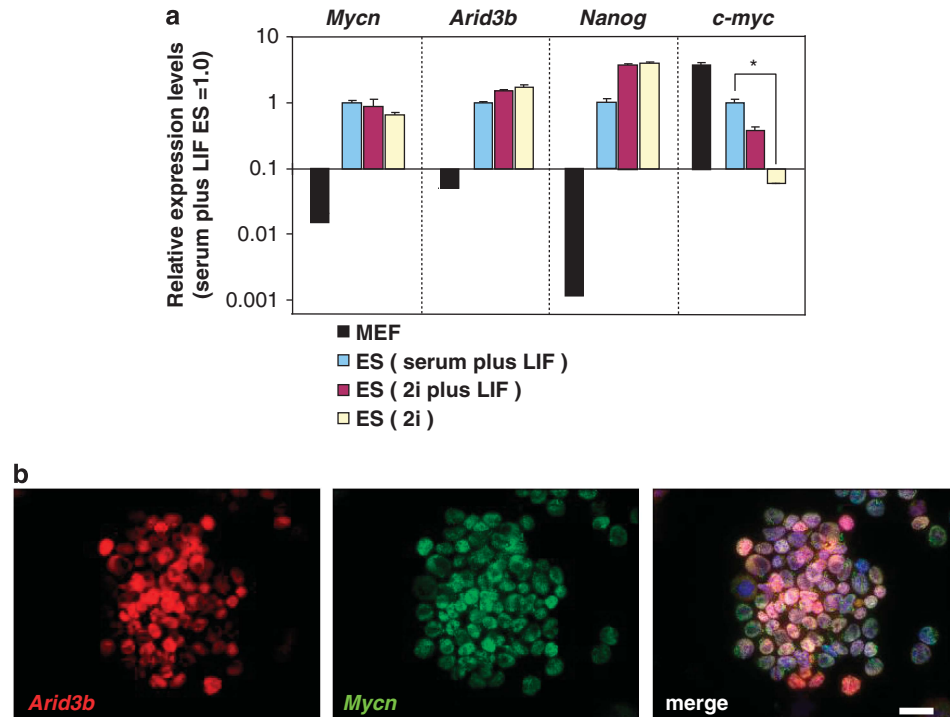 a
Mycn Arid3b Nanog c-myc
Relative expression levels
(serum plus LIF ES =1.0)
10
1
0.1
0.01
0.001
*
MEF
ES ( serum plus LIF )
ES ( 2i plus LIF )
ES ( 2i )
b
Arid3b
Mycn
merge